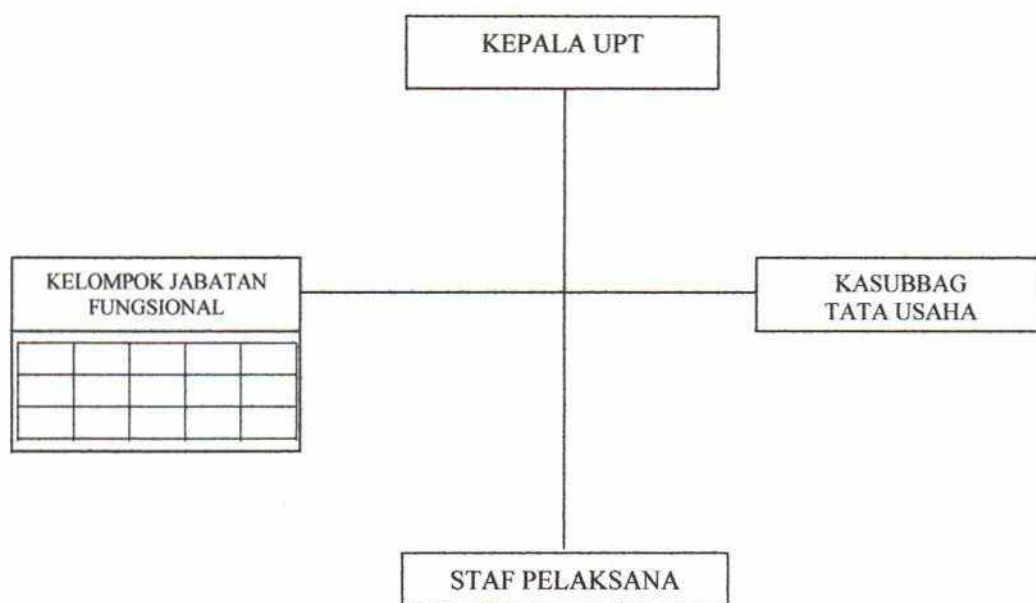 KEPALA UPT
KELOMPOK JABATAN
FUNGSIONAL
KASUBBAG
TATA USAHA
STAF PELAKSANA